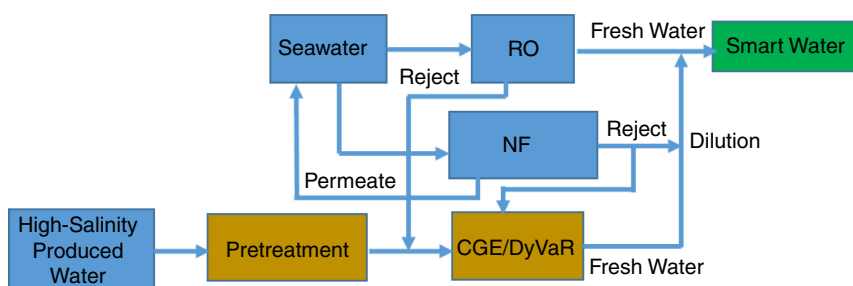 Fresh Water
Seawater
RO
Smart Water
Reject
NF
Reject
Dilution
Permeate
High-Salinity
Produced
Water
Pretreatment
CGE/DyVaR
Fresh Water